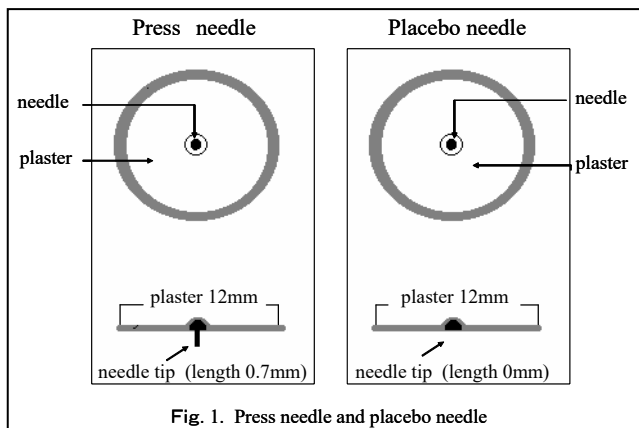 Press needle
Placebo needle
needle
plaster
needle
plaster
plaster 12mm
plaster 12mm
needle tip (length 0.7mm)
needle tip (length 0mm)
Fig. 1. Press needle and placebo needle